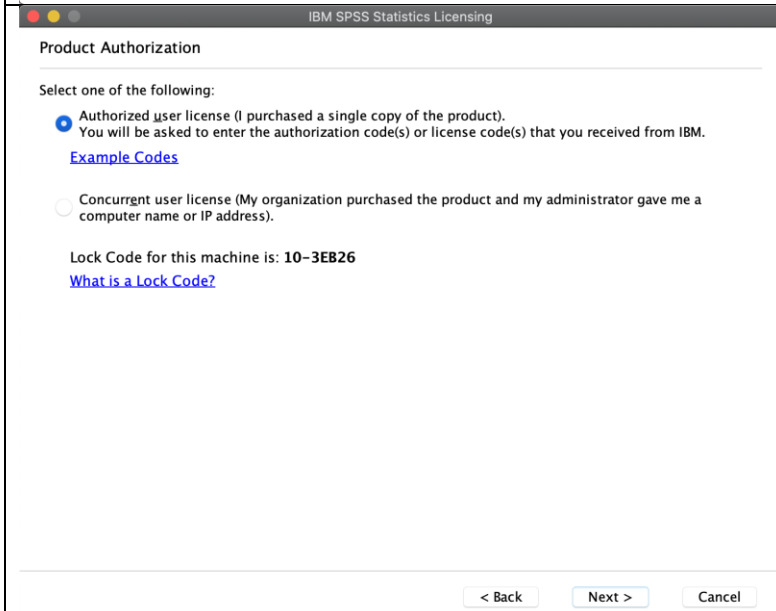 IBM SPSS Statistics Licensing
Product Authorization
Select one of the following:
Authorized user license (I purchased a single copy of the product).
You will be asked to enter the authorization code(s) or license code(s) that you received from IBM.
Example Codes
Concurrent user license (My organization purchased the product and my administrator gave me a
computer name or IP address).
Lock Code for this machine is: 10-3EB26
What is a Lock Code?
< Back Next > Cancel